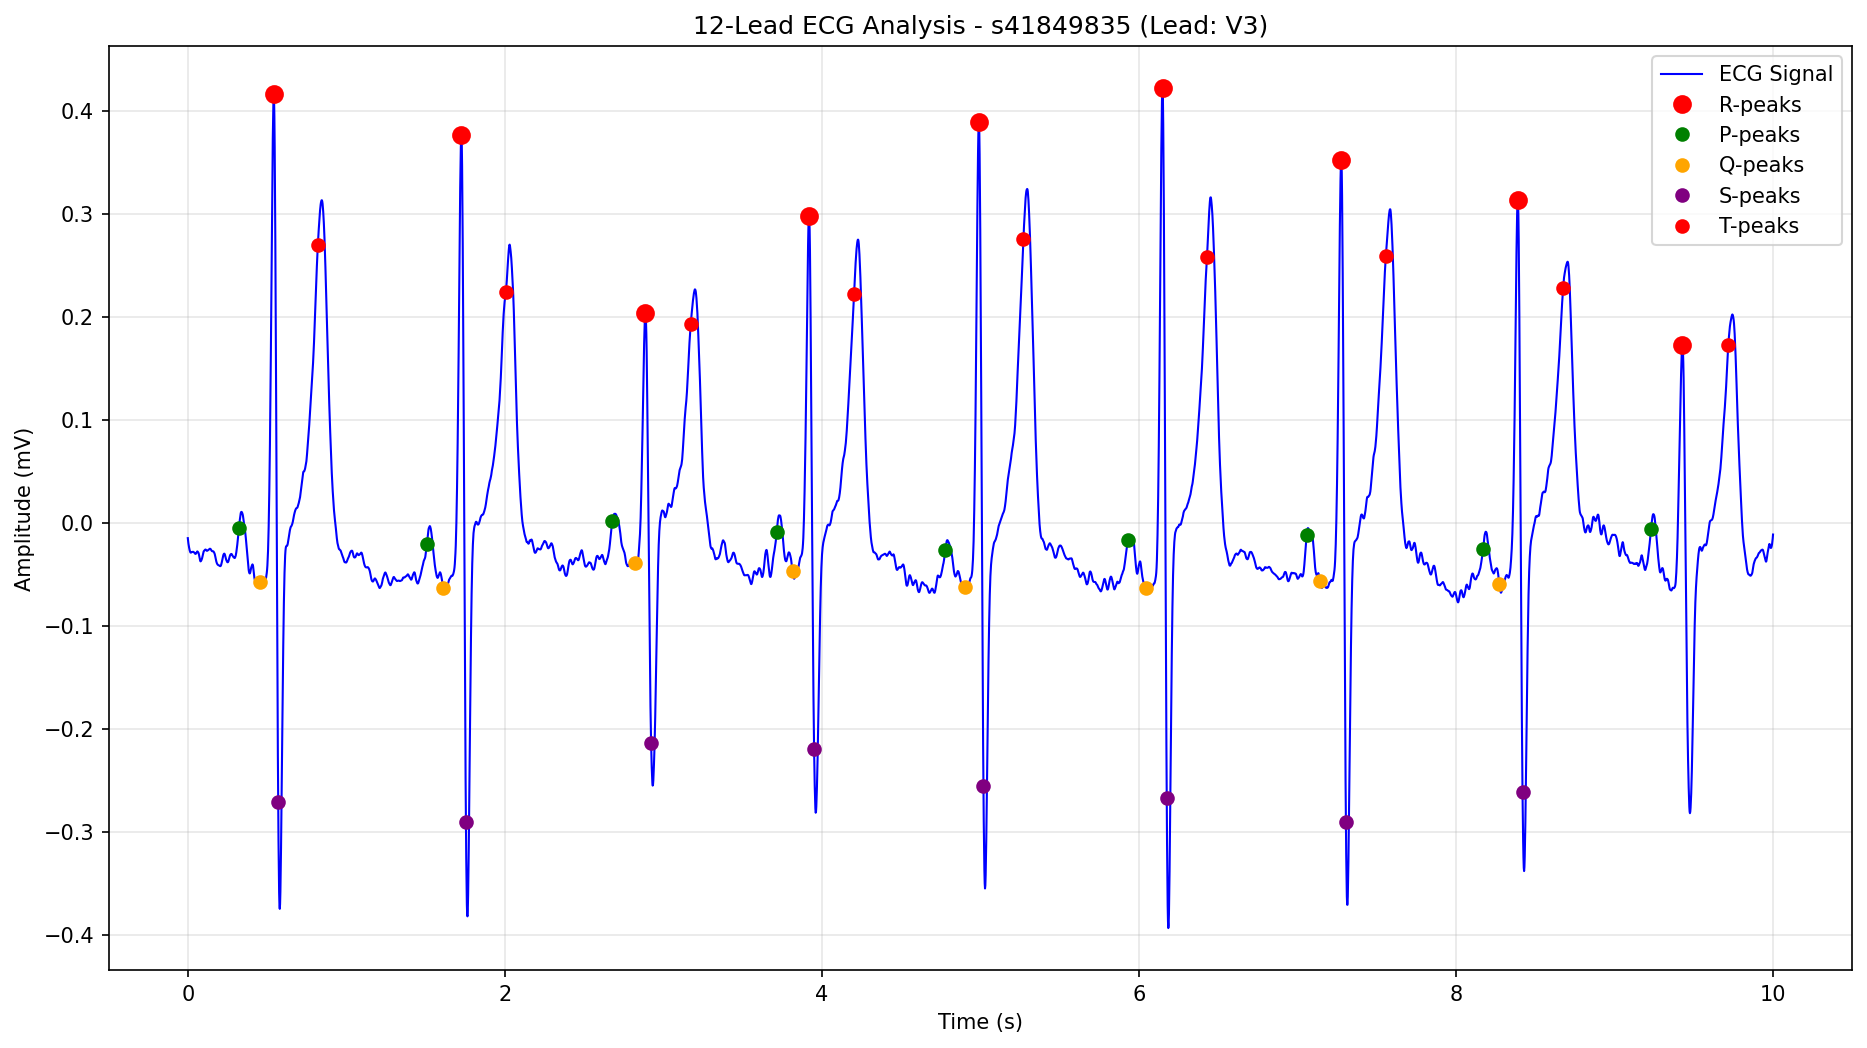 12-Lead ECG Analysis - s41849835 (Lead: V3)
ECG Signal
R-peaks
P-peaks
Q-peaks
S-peaks
T-peaks
Amplitude (mV)
0.4
0.3
0.2
0.1
0.0
−0.1
−0.2
−0.3
−0.4
0 2 4 6 8 10
Time (s)